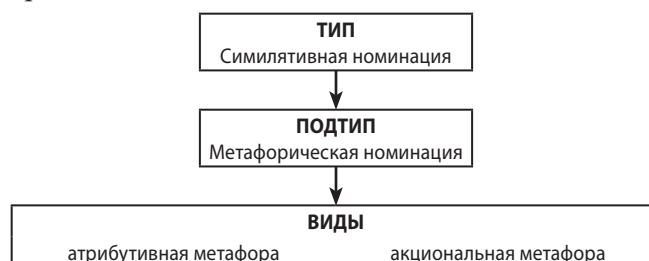 ТИП
Симилятивная номинация
ПОДТИП
Метафорическая номинация
ВИДЫ
атрибутивная метафора акциональная метафора